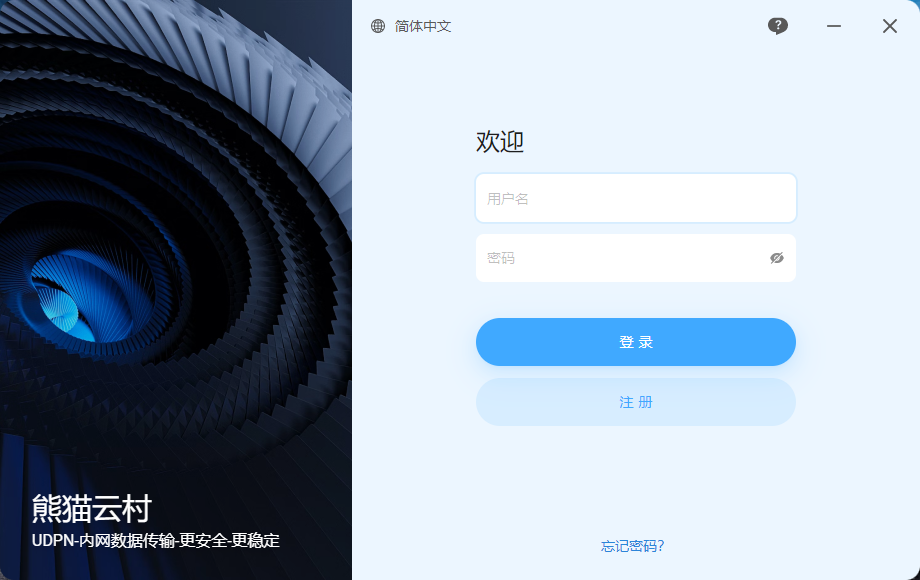 简体中文
欢迎
用户名
密码
登 录
注 册
忘记密码?
熊猫云村
UDPN-内网数据传输-更安全-更稳定